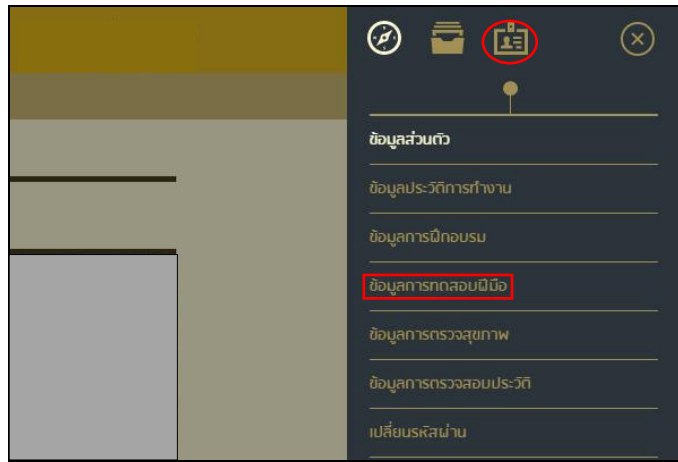 ข้อมูลส่วนตัว
ข้อมูลประวัติการทำงาน
ข้อมูลการฝึกอบรม
ข้อมูลการทดสอบฝีมือ
ข้อมูลการตรวจสุขภาพ
ข้อมูลการตรวจสอบประวัติ
เปลี่ยนรหัสผ่าน